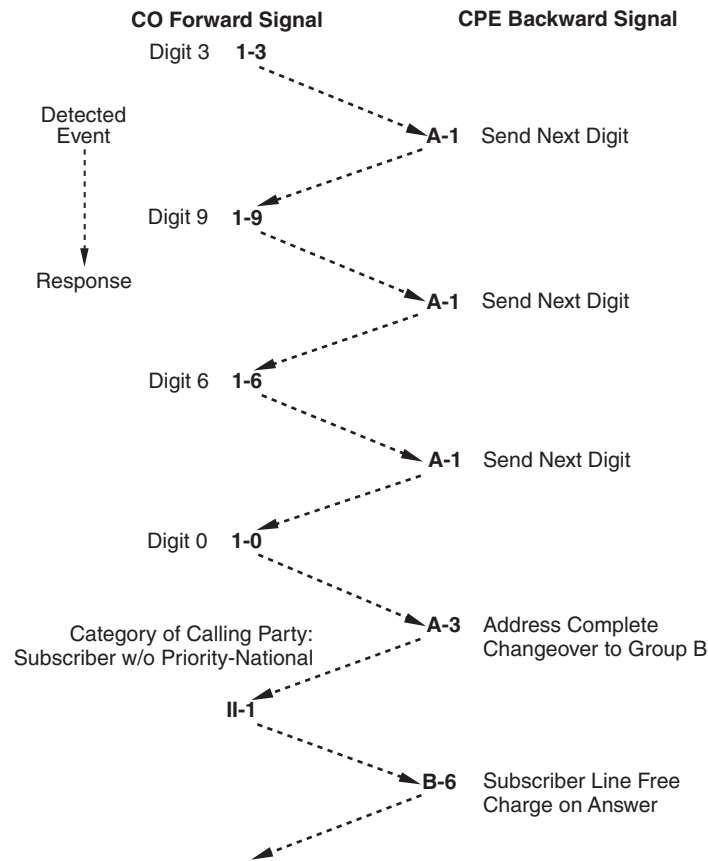 CO Forward Signal
CPE Backward Signal
Digit 3 1-3
Detected
Event
A-1 Send Next Digit
Digit 9 1-9
Response
A-1 Send Next Digit
Digit 6 1-6
A-1 Send Next Digit
Digit 0 1-0
A-3 Address Complete
Changeover to Group B
Category of Calling Party:
Subscriber w/o Priority-National
II-1
B-6 Subscriber Line Free
Charge on Answer